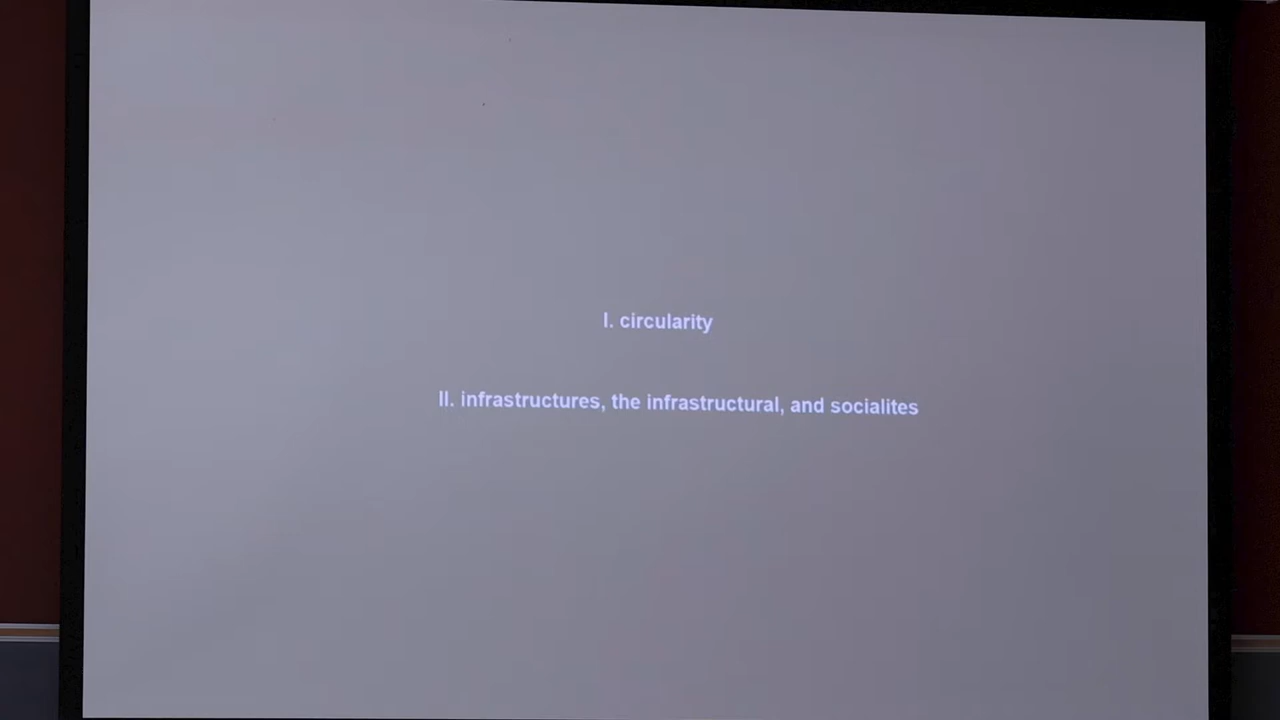 I. circularity
II. infrastructures, the infrastructural, and socialites